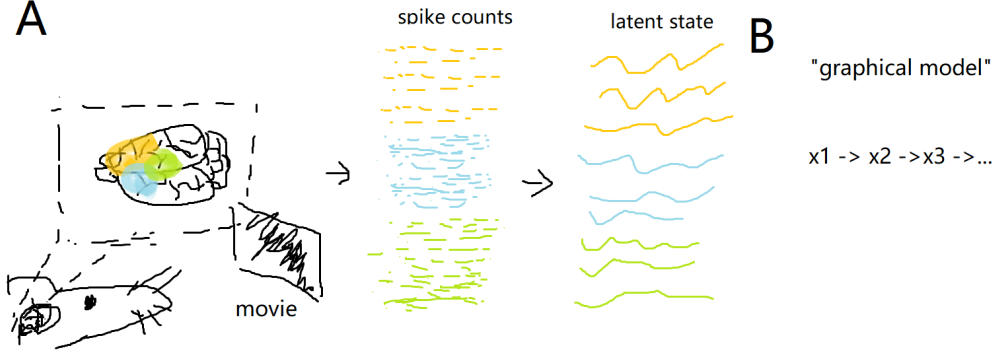 A
spike counts
latent state
movie
B
"graphical model"
x1 -> x2 ->x3 ->...